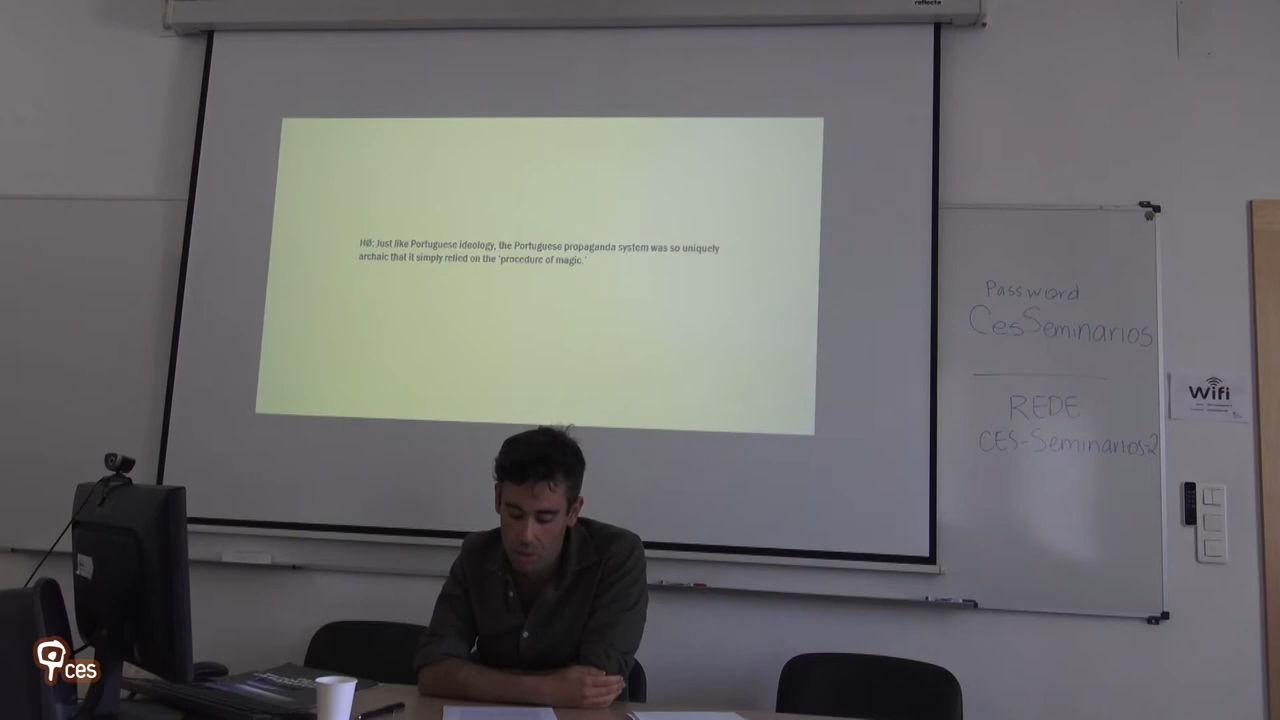 reflecta
HØ: Just like Portuguese ideology, the Portuguese propaganda system was so uniquely
archaic that it simply relied on the 'procedure of magic.'
Password
CesSeminarios
REDE
CES-Seminarios-2
Wifi
ces